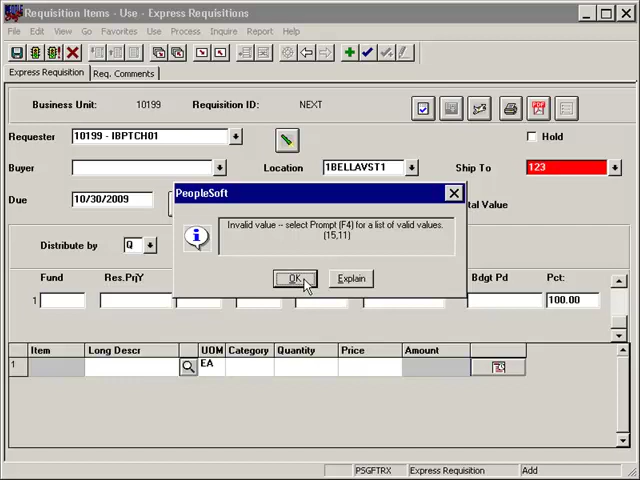 Requisition Items - Use - Express Requisitions
File Edit View Go Favorites Use Process Inquire Report Help
Express Requisition Req. Comments
Business Unit: 10199 Requisition ID: NEXT
PDF
Requester 10199 - IBPTCH01 Hold
Buyer Location 1BELLAVST1 Ship To 123
Due 10/30/2009 tal Value
PeopleSoft
Invalid value -- select Prompt (F4) for a list of valid values.
(15,11)
OK Explain
Distribute by Q
Fund Res.Prj\Y Bdgt Pd Pct:
1 100.00
Item Long Descr UOM Category Quantity Price Amount
1 EA
PSGFTRX Express Requisition Add